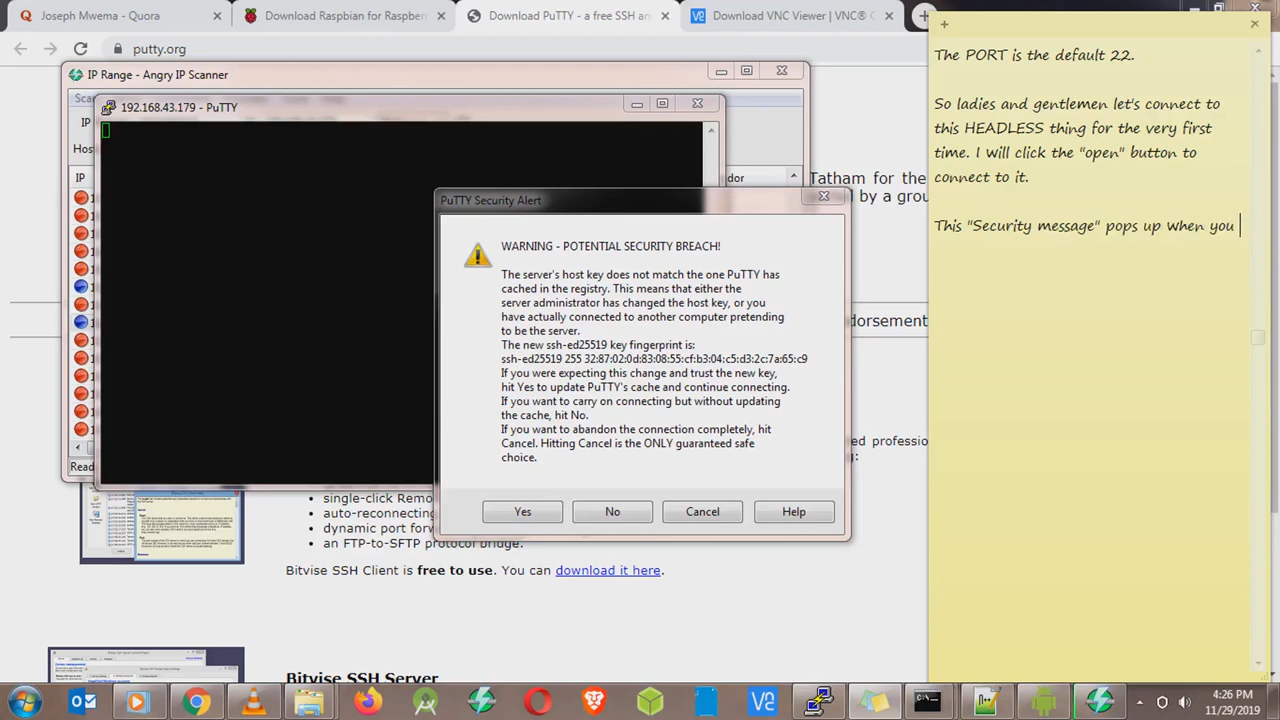 Joseph Mwema - Quora
Download Raspbian for Raspber
Download PuTTY - a free SSH an
Download VNC Viewer | VNC® C
putty.org
IP Range - Angry IP Scanner
Sca
192.168.43.179 - PuTTY
IP
Hos
IP
dor
Tatham for the
by a grou
PuTTY Security Alert
WARNING - POTENTIAL SECURITY BREACH!
The server's host key does not match the one PuTTY has
cached in the registry. This means that either the
server administrator has changed the host key, or you
have actually connected to another computer pretending
to be the server.
The new ssh-ed25519 key fingerprint is:
ssh-ed25519 255 32:87:02:0d:83:08:55:cf:b3:04:c5:d3:2c:7a:65:c9
If you were expecting this change and trust the new key,
hit Yes to update PuTTY's cache and continue connecting.
If you want to carry on connecting but without updating
the cache, hit No.
If you want to abandon the connection completely, hit
Cancel. Hitting Cancel is the ONLY guaranteed safe
choice.
Yes
No
Cancel
Help
dorsement
ed professio
Read
single-click Remo
auto-reconnecting
dynamic port forw
an FTP-to-SFTP protocol bridge.
Bitvise SSH Client is free to use. You can download it here.
Bitvise SSH Server
The PORT is the default 22.
So ladies and gentlemen let's connect to
this HEADLESS thing for the very first
time. I will click the "open" button to
connect to it.
This "Security message" pops up when you
4:26 PM
11/29/2019